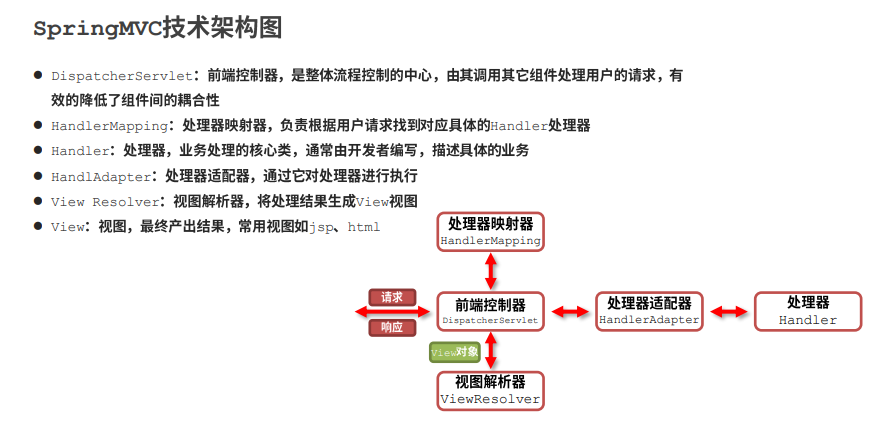 SpringMVC技术架构图
● DispatcherServlet：前端控制器，是整体流程控制的中心，由其调用其它组件处理用户的请求，有
效的降低了组件间的耦合性
● HandlerMapping：处理器映射器，负责根据用户请求找到对应具体的Handler处理器
● Handler：处理器，业务处理的核心类，通常由开发者编写，描述具体的业务
● HandlAdapter：处理器适配器，通过它对处理器进行执行
● View Resolver：视图解析器，将处理结果生成View视图
● View：视图，最终产出结果，常用视图如jsp、html
处理器映射器
HandlerMapping
请求
响应
前端控制器
DispatcherServlet
处理器适配器
HandlerAdapter
处理器
Handler
View对象
视图解析器
ViewResolver